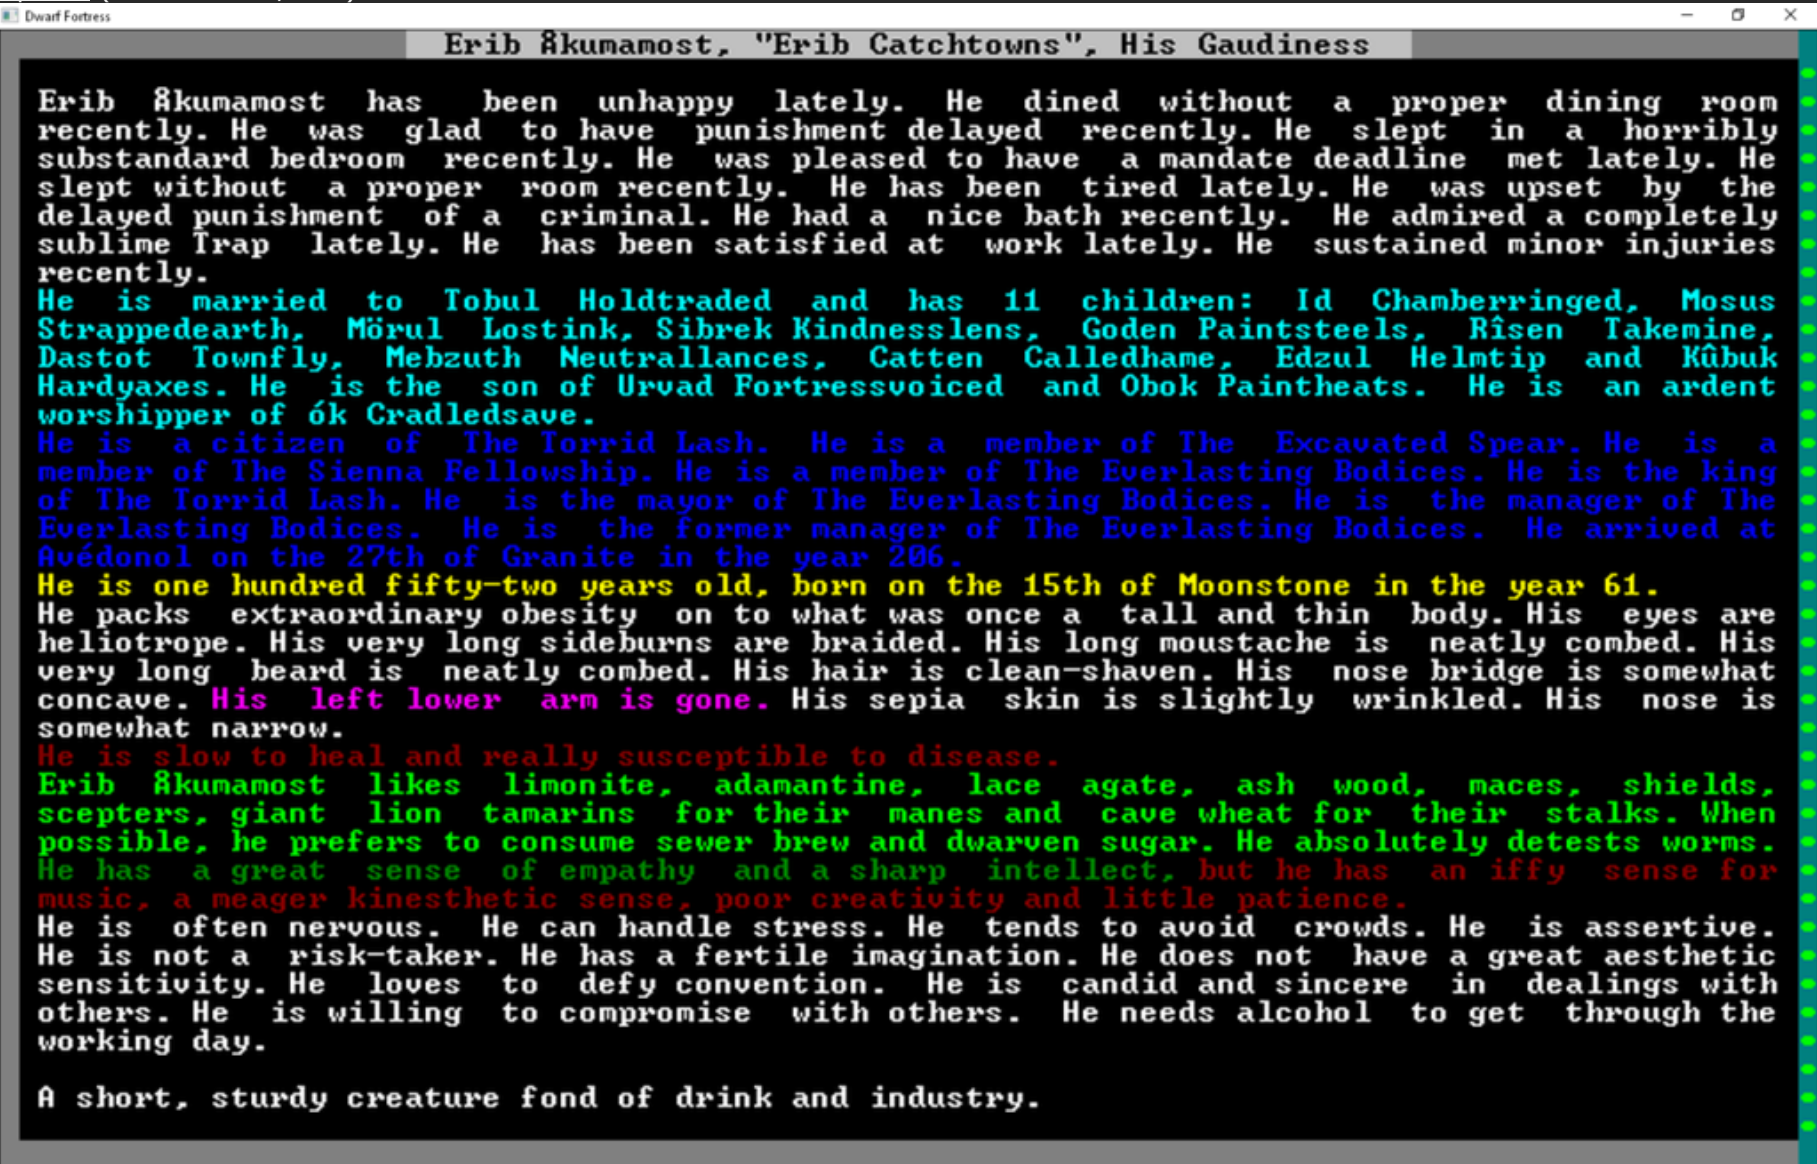 Dwarf Fortress
Erib Åkumamost, "Erib Catchtowns", His Gaudiness
Erib Åkumamost has been unhappy lately. He dined without a proper dining room
recently. He was glad to have punishment delayed recently. He slept in a horribly
substandard bedroom recently. He was pleased to have a mandate deadline met lately. He
slept without a proper room recently. He has been tired lately. He was upset by the
delayed punishment of a criminal. He had a nice bath recently. He admired a completely
sublime Trap lately. He has been satisfied at work lately. He sustained minor injuries
recently.
He is married to Tobul Holdtraded and has 11 children: Id Chamberringed, Mosus
Strappedearth, Mörul Lostink, Sibrek Kindnesslens, Goden Paintsteels, Rîsen Takemine,
Dastot Townfly, Mebzuth Neutrallances, Catten Calledhame, Edzul Helmtip and Kûbuk
Hardyaxes. He is the son of Urvad Fortressvoiced and Obok Paintheats. He is an ardent
worshipper of ók Cradledsave.
He is a citizen of The Torrid Lash. He is a member of The Excavated Spear. He is a
member of The Sienna Fellowship. He is a member of The Everlasting Bodices. He is the king
of The Torrid Lash. He is the mayor of The Everlasting Bodices. He is the manager of The
Everlasting Bodices. He is the former manager of The Everlasting Bodices. He arrived at
Avédonol on the 27th of Granite in the year 206.
He is one hundred fifty-two years old, born on the 15th of Moonstone in the year 61.
He packs extraordinary obesity on to what was once a tall and thin body. His eyes are
heliotrope. His very long sideburns are braided. His long moustache is neatly combed. His
very long beard is neatly combed. His hair is clean-shaven. His nose bridge is somewhat
concave. His left lower arm is gone. His sepia skin is slightly wrinkled. His nose is
somewhat narrow.
He is slow to heal and really susceptible to disease.
Erib Åkumamost likes limonite, adamantine, lace agate, ash wood, maces, shields,
scepters, giant lion tamarins for their manes and cave wheat for their stalks. When
possible, he prefers to consume sewer brew and dwarven sugar. He absolutely detests worms.
He has a great sense of empathy and a sharp intellect, but he has an iffy sense for
music, a meager kinesthetic sense, poor creativity and little patience.
He is often nervous. He can handle stress. He tends to avoid crowds. He is assertive.
He is not a risk-taker. He has a fertile imagination. He does not have a great aesthetic
sensitivity. He loves to defy convention. He is candid and sincere in dealings with
others. He is willing to compromise with others. He needs alcohol to get through the
working day.
A short, sturdy creature fond of drink and industry.